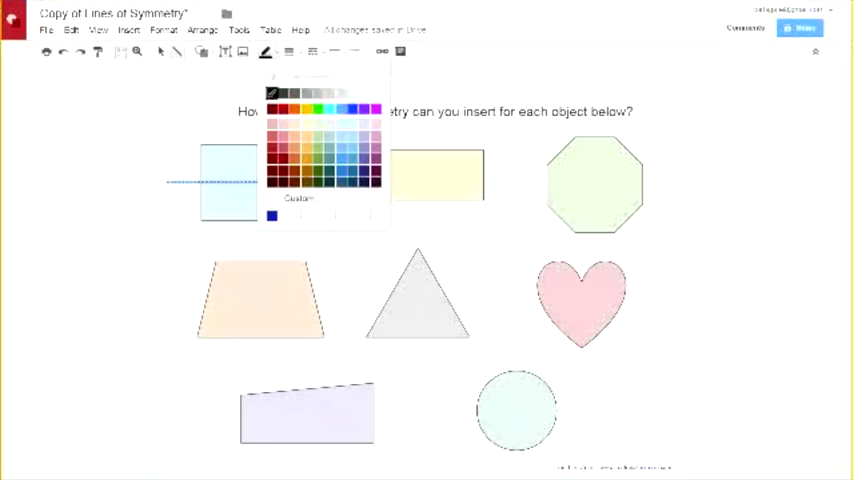 Copy of Lines of Symmetry"
File Edit View Insert Format Arrange Tools Table Help All changes saved in Drive
Comments Share
How etry can you insert for each object below?
Custom